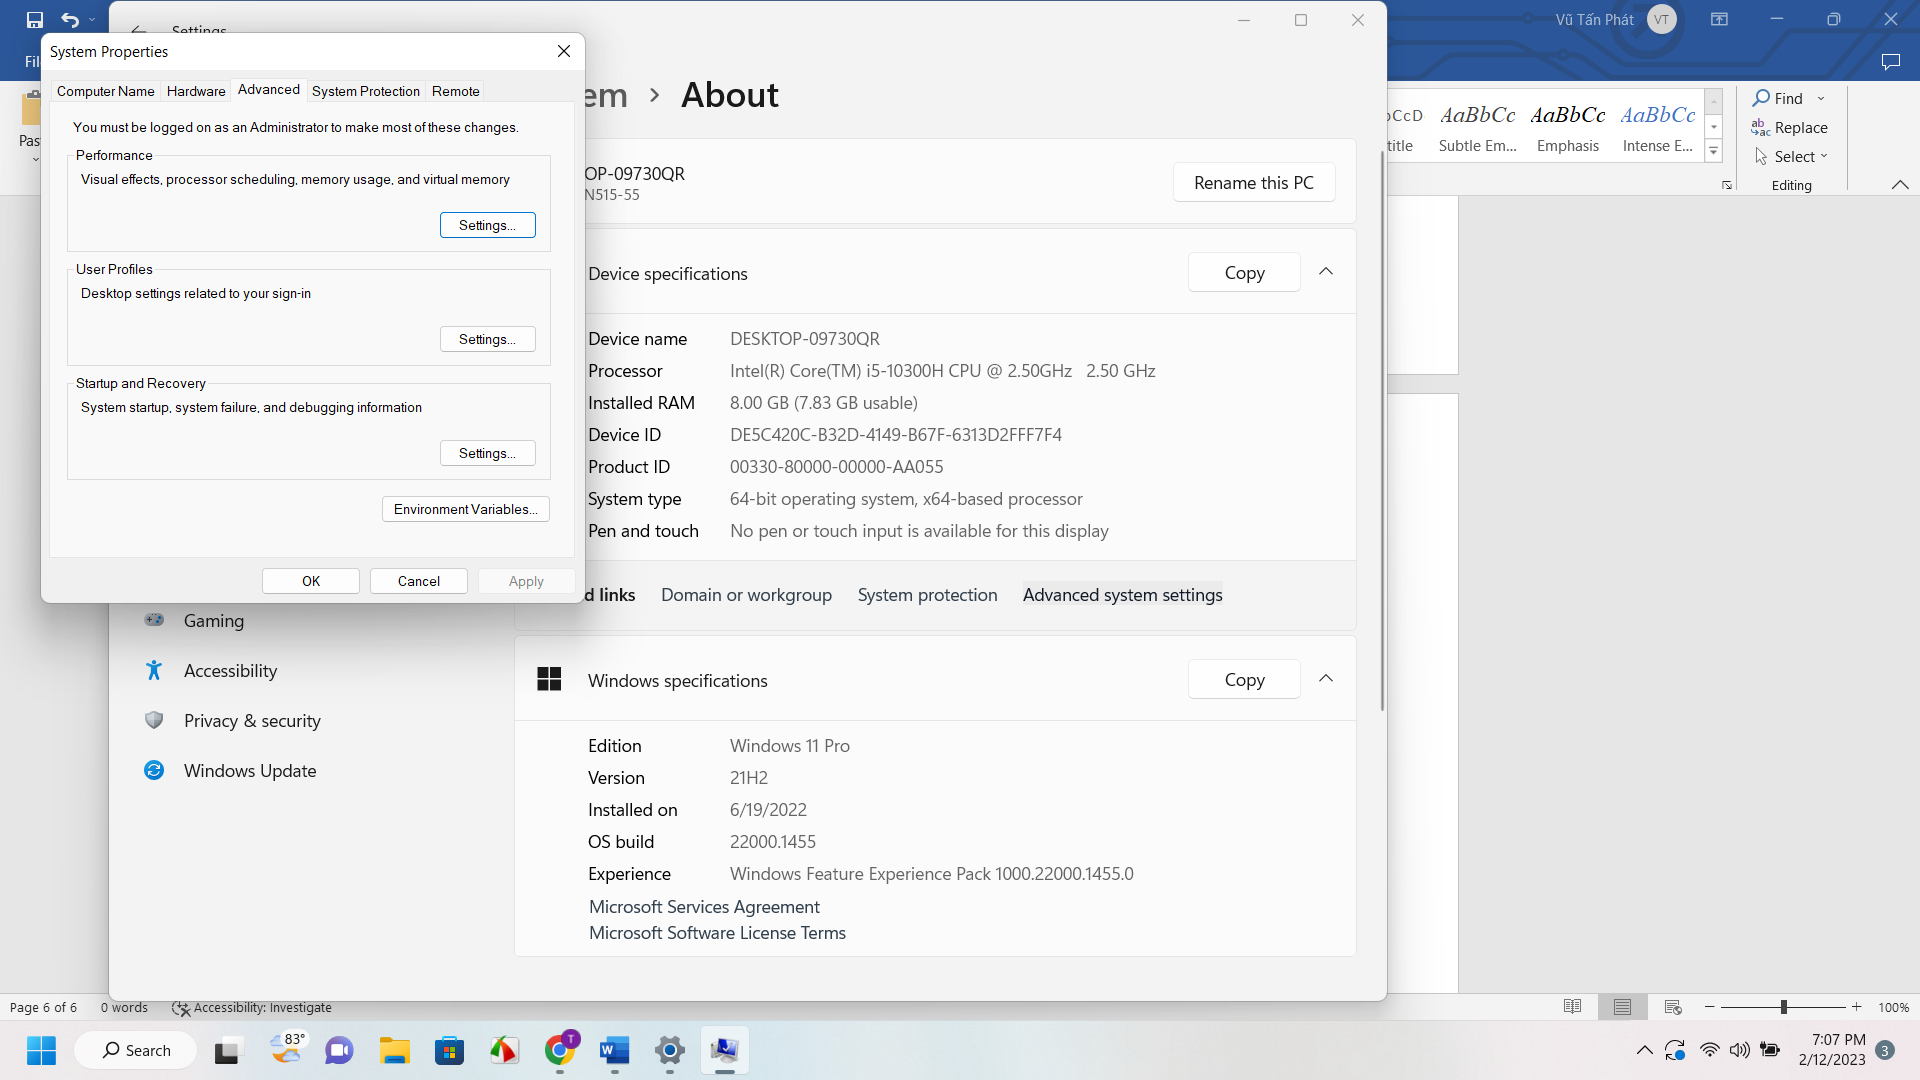 Settings
Vũ Tấn Phát
VT
System Properties
Computer Name
Hardware
Advanced
System Protection
Remote
You must be logged on as an Administrator to make most of these changes.
Performance
Visual effects, processor scheduling, memory usage, and virtual memory
Settings...
User Profiles
Desktop settings related to your sign-in
Settings...
Startup and Recovery
System startup, system failure, and debugging information
Settings...
Environment Variables...
OK
Cancel
Apply
em › About
OP-09730QR
N515-55
Rename this PC
Device specifications
Copy
Device name DESKTOP-09730QR
Processor Intel(R) Core(TM) i5-10300H CPU @ 2.50GHz 2.50 GHz
Installed RAM 8.00 GB (7.83 GB usable)
Device ID DE5C420C-B32D-4149-B67F-6313D2FFF7F4
Product ID 00330-80000-00000-AA055
System type 64-bit operating system, x64-based processor
Pen and touch No pen or touch input is available for this display
d links
Domain or workgroup
System protection
Advanced system settings
Gaming
Accessibility
Privacy & security
Windows Update
Windows specifications
Copy
Edition Windows 11 Pro
Version 21H2
Installed on 6/19/2022
OS build 22000.1455
Experience Windows Feature Experience Pack 1000.22000.1455.0
Microsoft Services Agreement
Microsoft Software License Terms
Fil
Pas
CcD AaBbCc AaBbCc AaBbCc
title Subtle Em... Emphasis Intense E...
Find
Replace
Select
Editing
Page 6 of 6
0 words
Accessibility: Investigate
100%
Search
83°
T
7:07 PM
2/12/2023
3